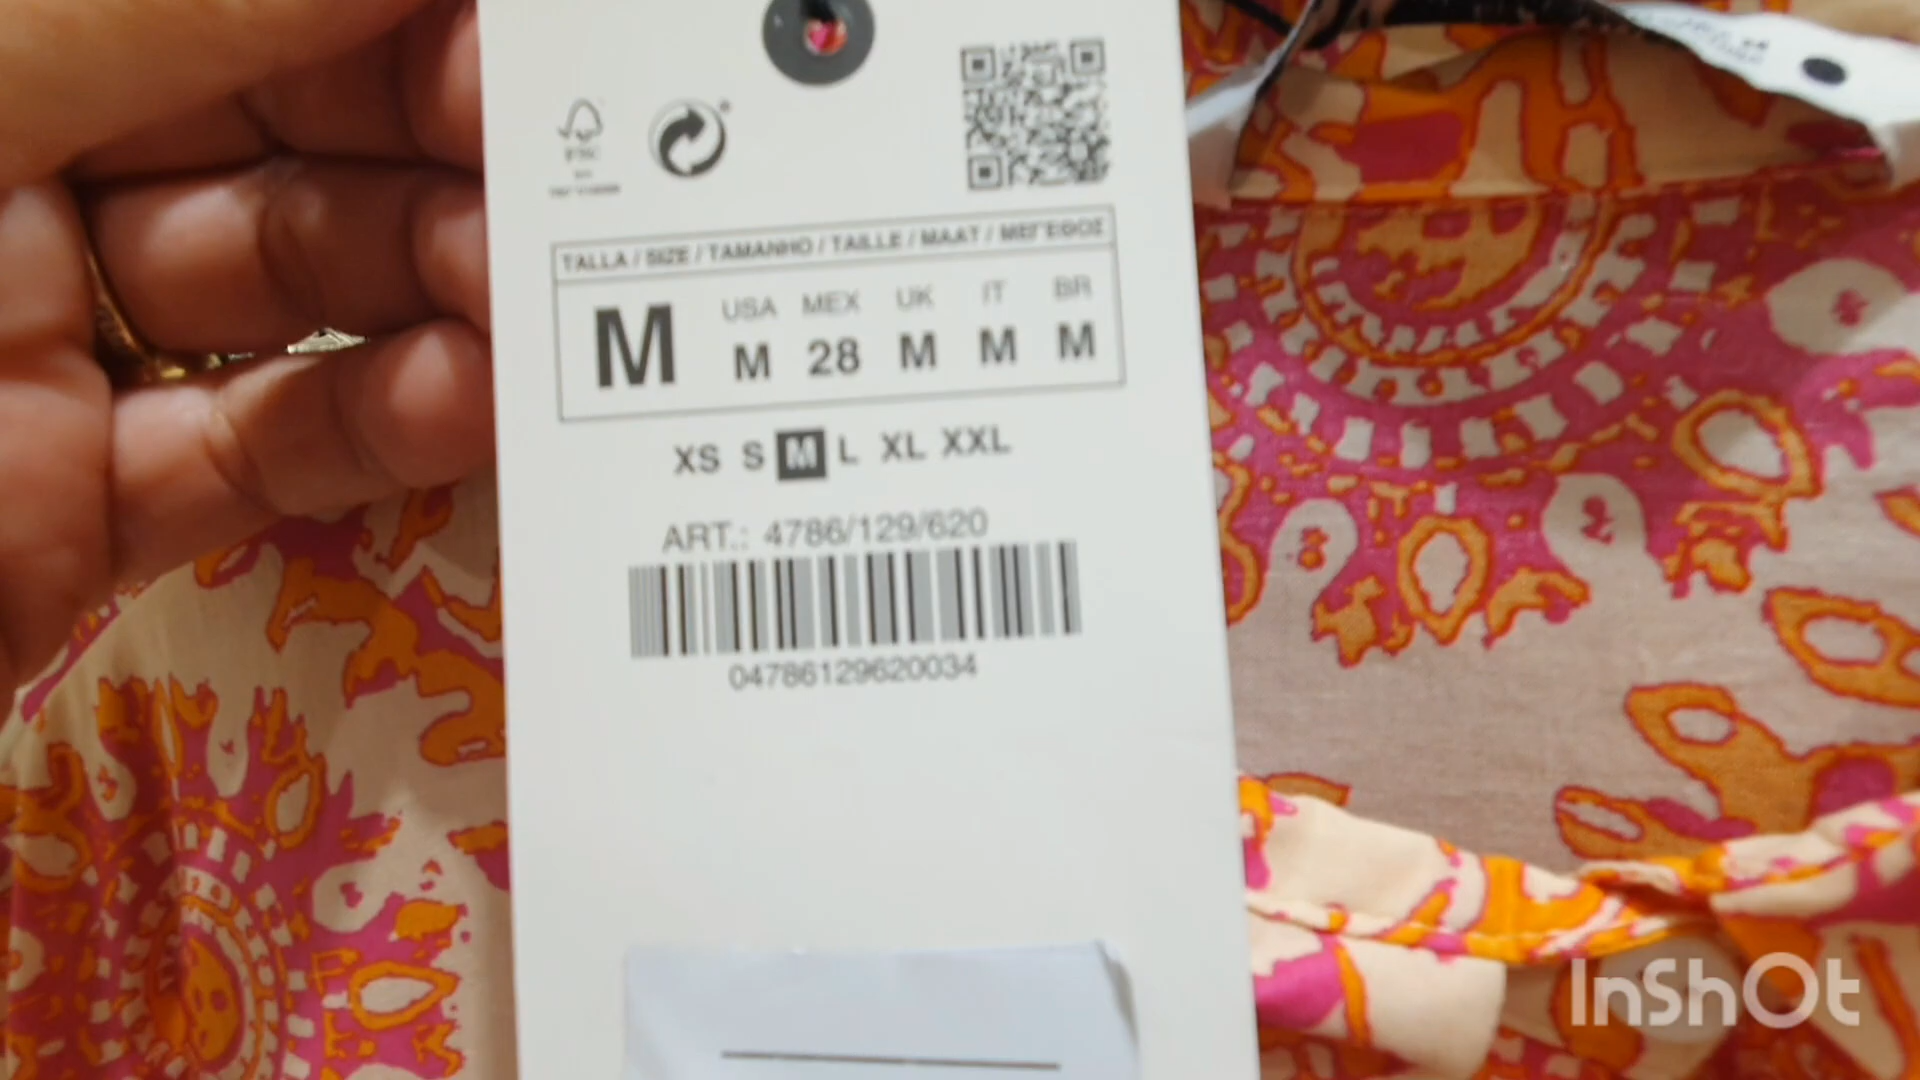 FSC
TALLA / SIZE / TAMANHO / TAILLE / MAAT / ΜΕΓΕΘΟΣ
M
USA MEX UK IT BR
M 28 M M M
XS S M L XL XXL
ART.: 4786/129/620
04786129620034
InShOt